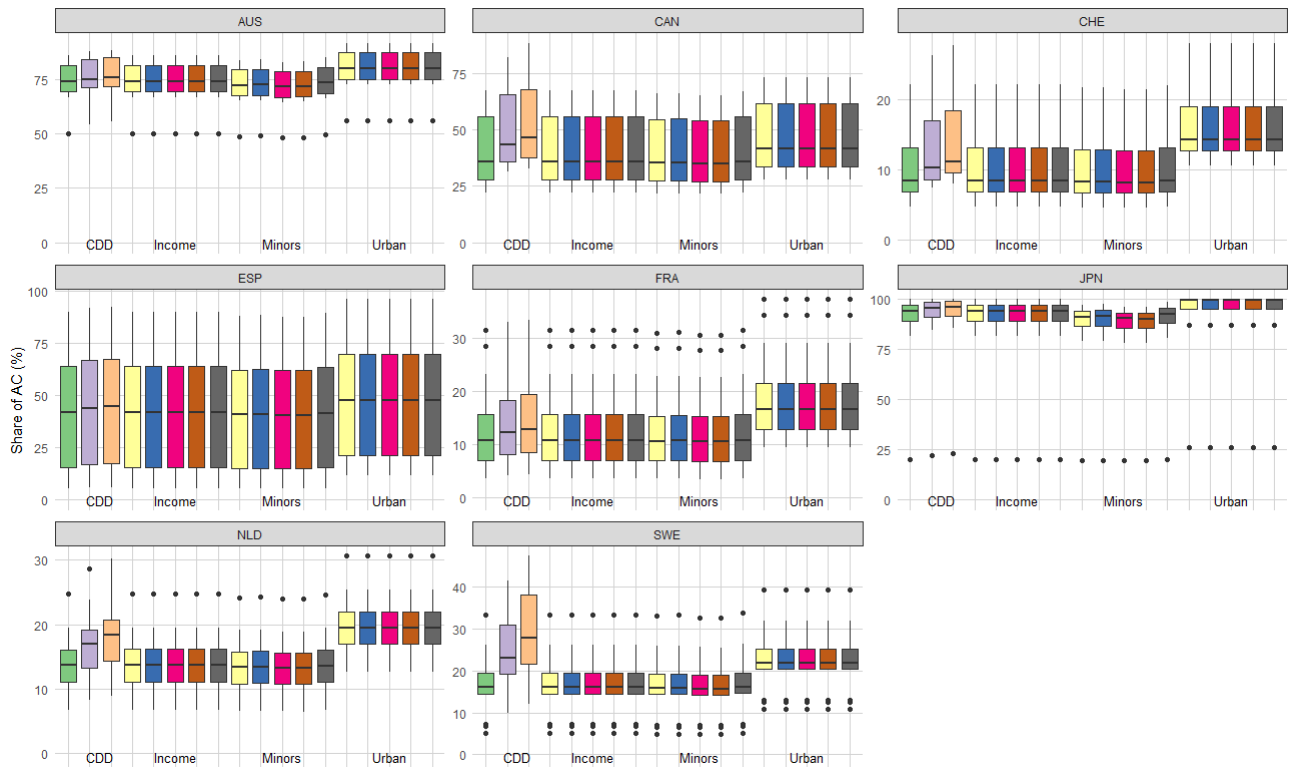 AUS
CAN
CHE
75
50
25
0
CDD
Income
Minors
Urban
75
50
25
0
CDD
Income
Minors
Urban
20
10
0
CDD
Income
Minors
Urban
Share of AC (%)
ESP
FRA
JPN
100
75
50
25
0
CDD
Income
Minors
Urban
30
20
10
0
CDD
Income
Minors
Urban
100
75
50
25
0
CDD
Income
Minors
Urban
NLD
SWE
30
20
10
0
CDD
Income
Minors
Urban
40
30
20
10
0
CDD
Income
Minors
Urban